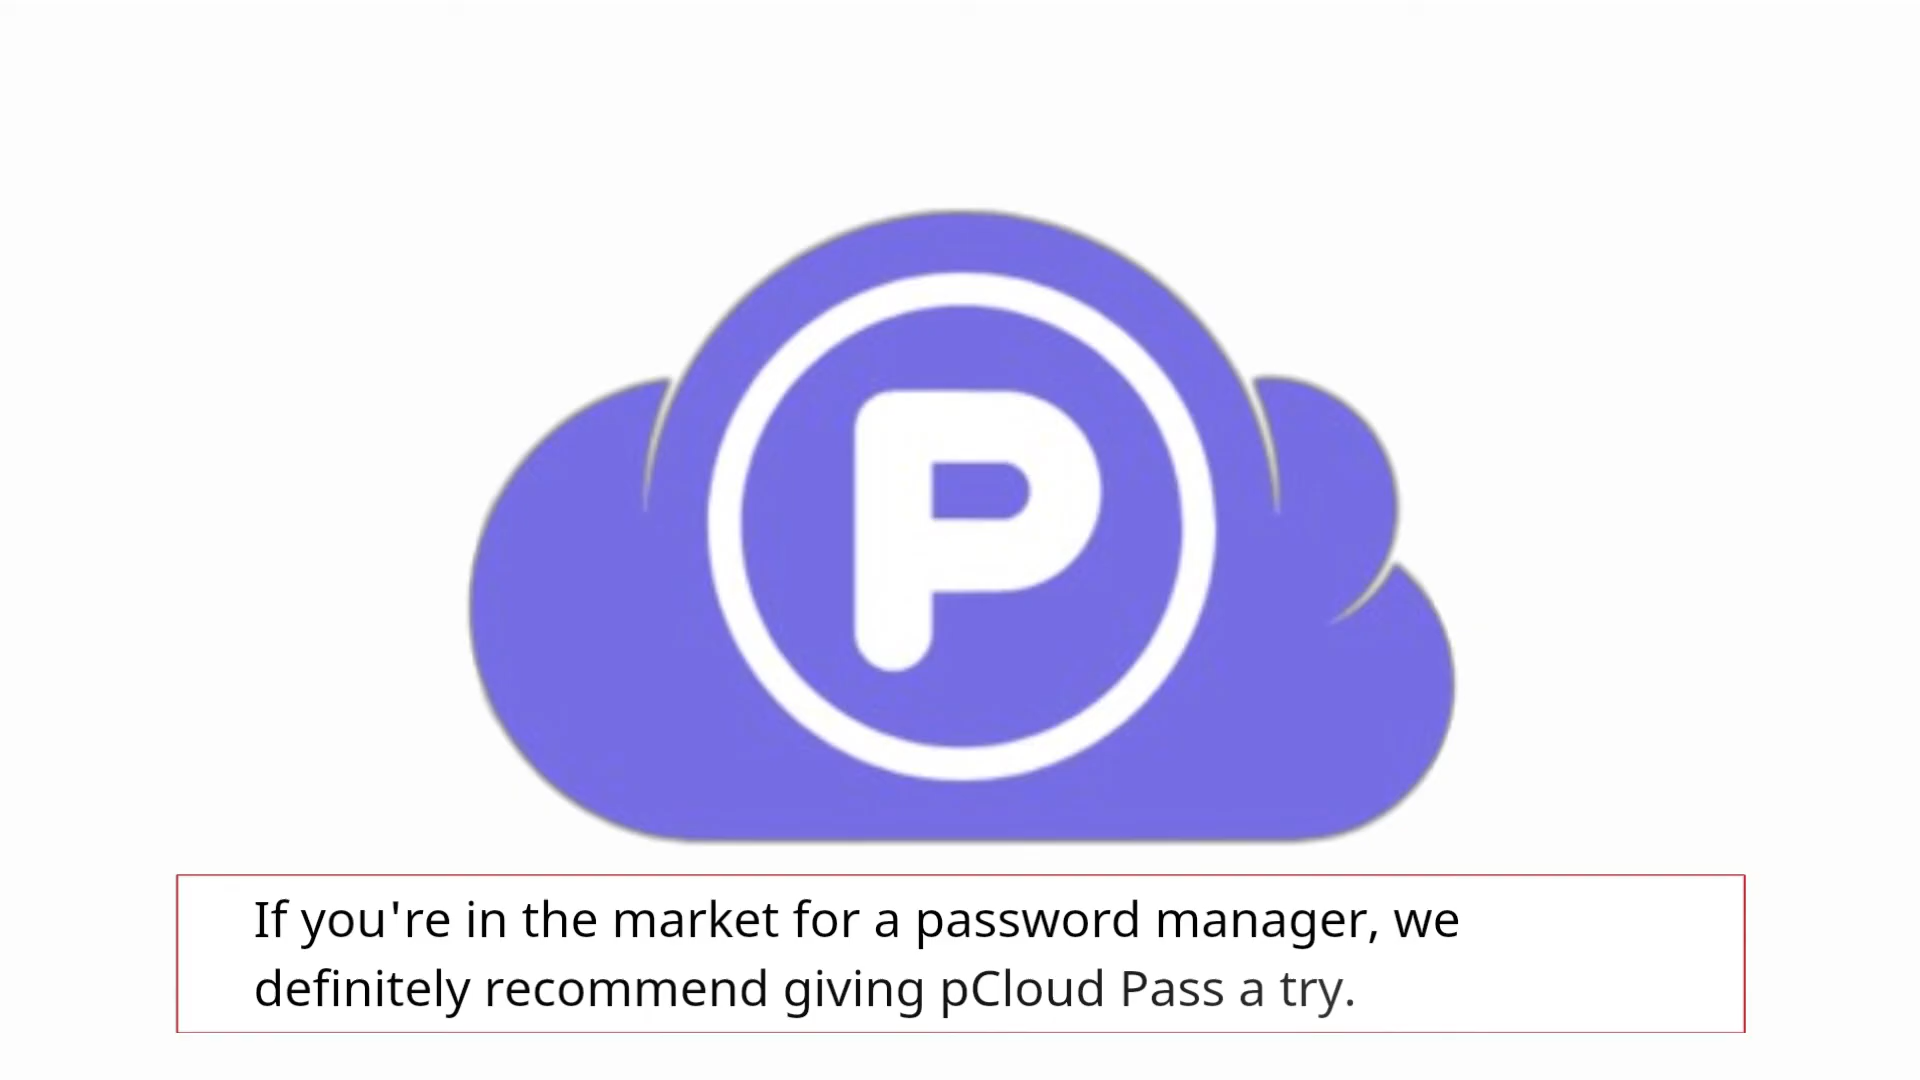 P
If you're in the market for a password manager, we
definitely recommend giving pCloud Pass a try.